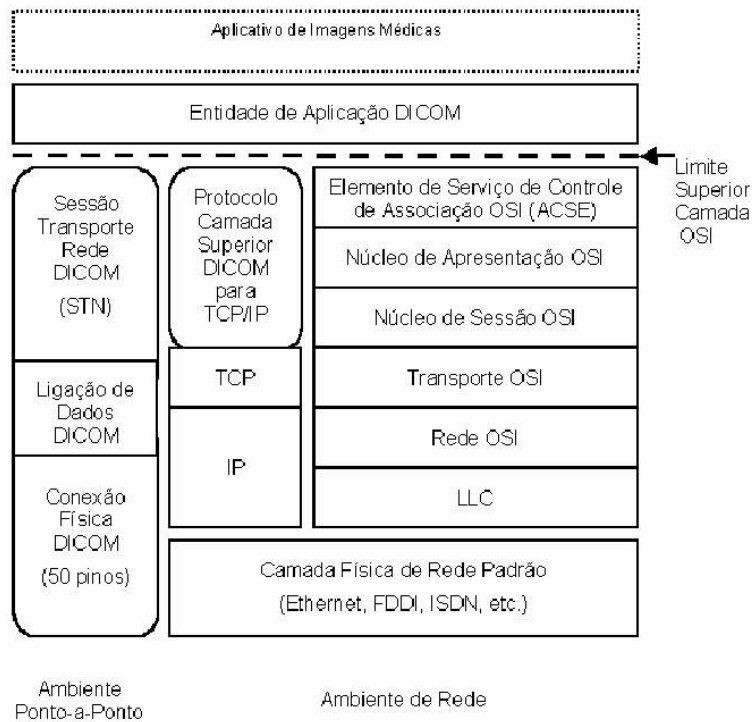 Aplicativo de Imagens Médicas
Entidade de Aplicação DICOM
Limite
Superior
Camada
OSI
Sessão
Transporte
Rede
DICOM
(STN)
Ligação de
Dados
DICOM
Conexão
Física
DICOM
(50 pinos)
Protocolo
Camada
Superior
DICOM
para
TCP/IP
TCP
IP
Elemento de Serviço de Controle
de Associação OSI (ACSE)
Núcleo de Apresentação OSI
Núcleo de Sessão OSI
Transporte OSI
Rede OSI
LLC
Camada Física de Rede Padrão
(Ethernet, FDDI, ISDN, etc.)
Ambiente
Ponto-a-Ponto
Ambiente de Rede